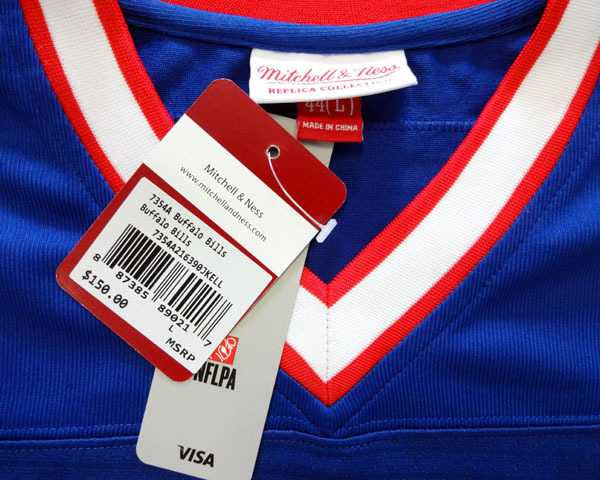 Mitchell & Ness
REPLICA COLLECTION
44(L)
MADE IN CHINA
Mitchell & Ness
www.mitchellandness.com
7354A Buffalo Bills
Buffalo Bills
7354A216390JKELL
8 87385 89021 7
L
$150.00
MSRP
NFLPA
VISA